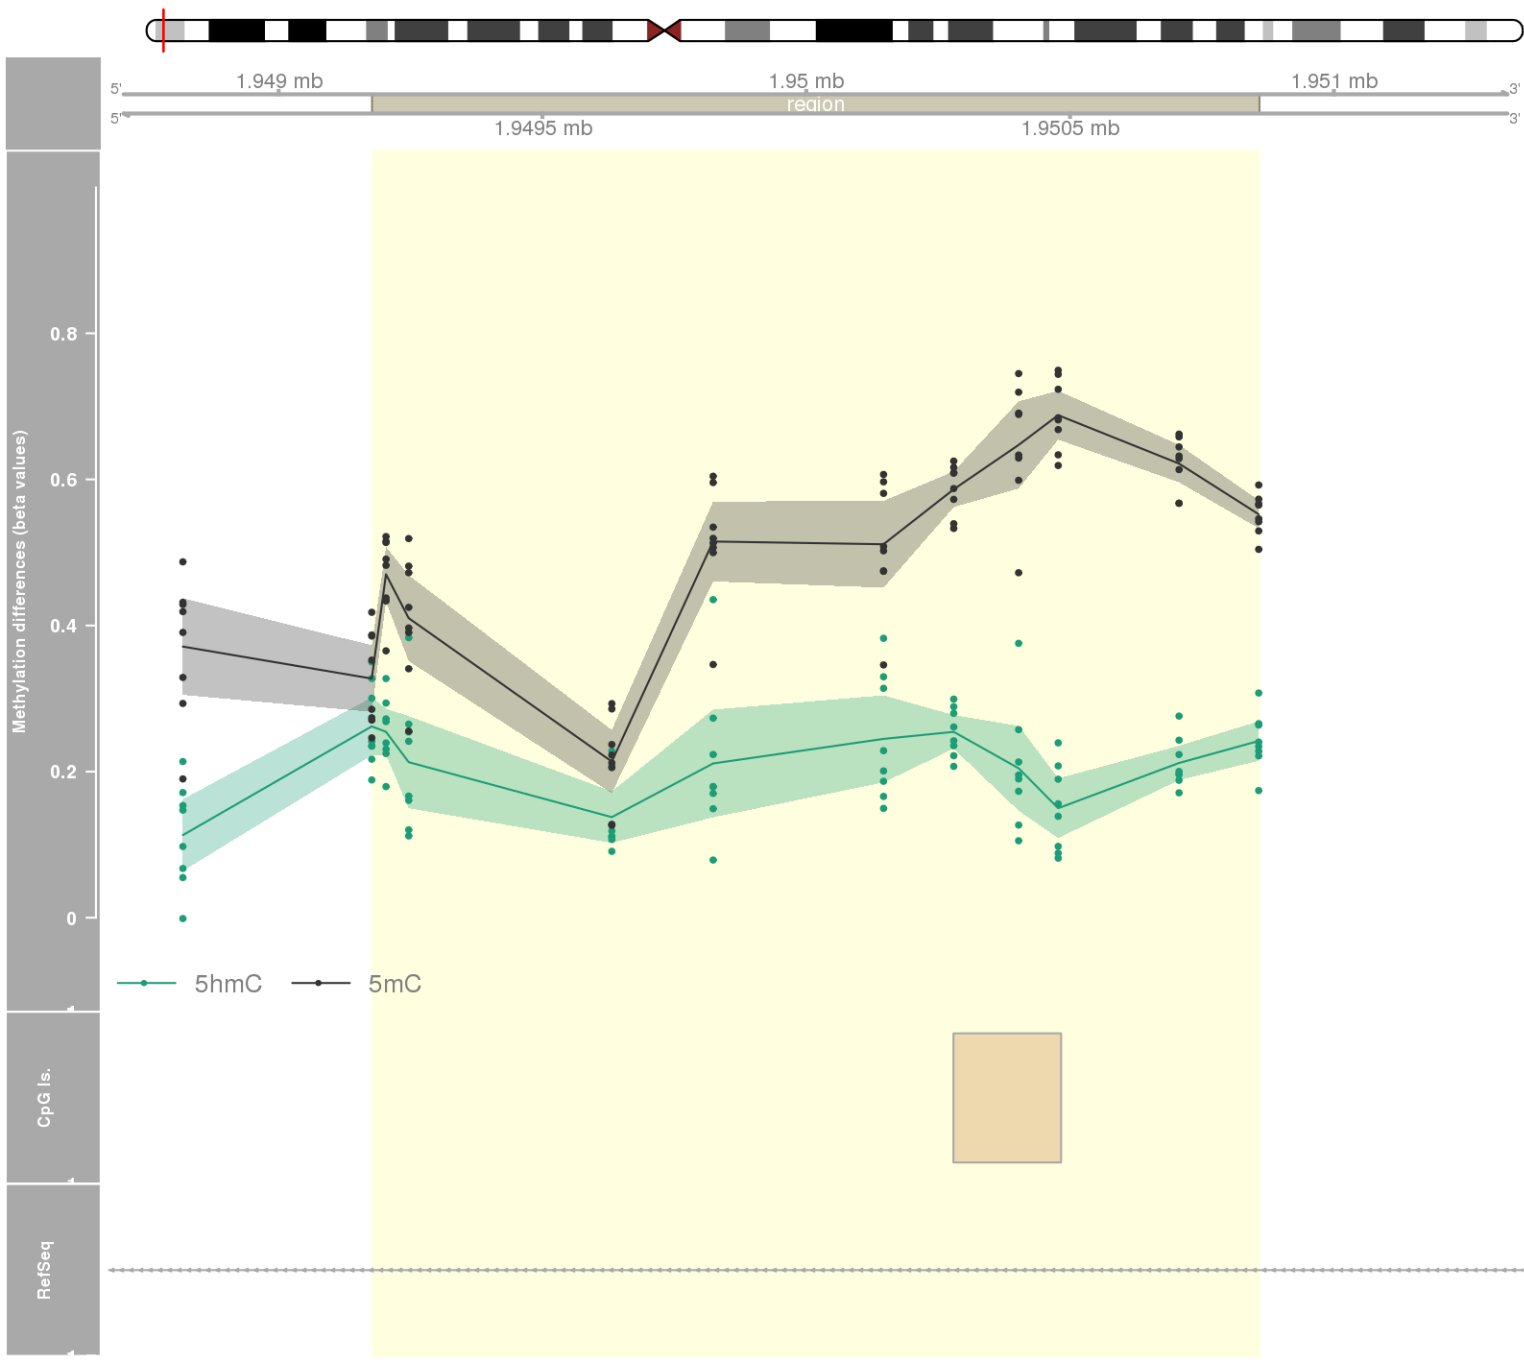 1.949 mb
1.95 mb
1.951 mb
5'
3'
region
5'
3'
1.9495 mb
1.9505 mb
Methylation differences (beta values)
0.8
0.6
0.4
0.2
0
5hmC
5mC
CpG Is.
RefSeq